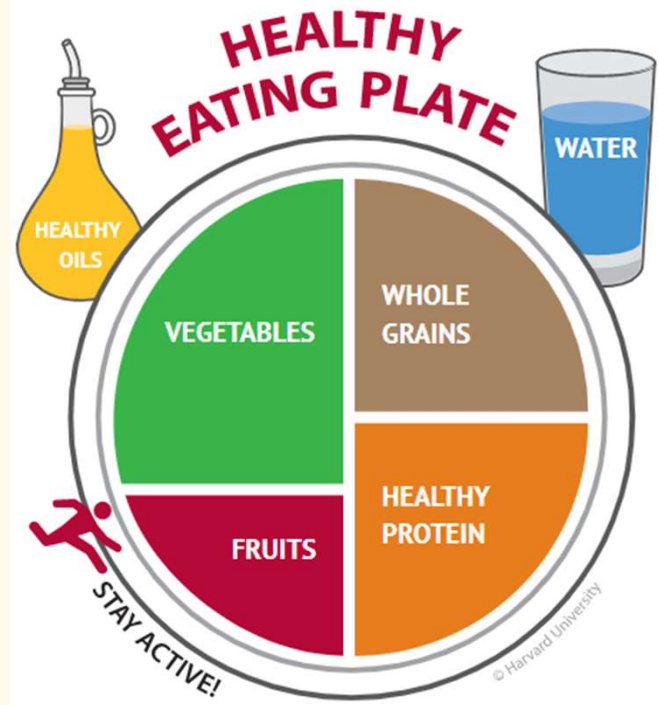 HEALTHY
EATING PLATE
HEALTHY
OILS
WATER
VEGETABLES
WHOLE
GRAINS
FRUITS
HEALTHY
PROTEIN
STAY ACTIVE!
© Harvard University